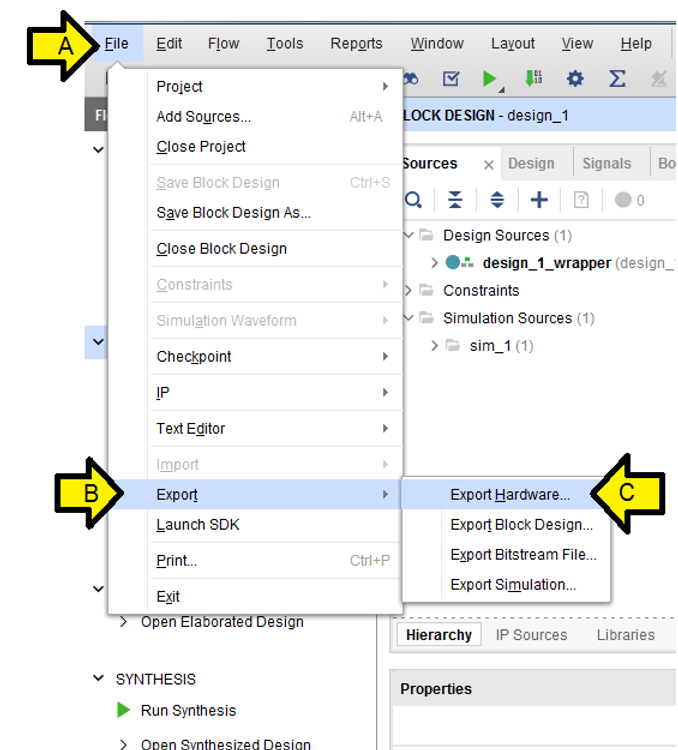 A File Edit Flow Tools Reports Window Layout View Help
LOCK DESIGN - design_1
Project
Add Sources... Alt+A
Close Project
Save Block Design Ctrl+S
Save Block Design As...
Close Block Design
Constraints
Simulation Waveform
Checkpoint
IP
Text Editor
Import
B Export
Launch SDK
Print... Ctrl+P
Exit
Export Hardware... C
Export Block Design...
Export Bitstream File...
Export Simulation...
Sources × Design Signals Bo
0
Design Sources (1)
design_1_wrapper (design_
Constraints
Simulation Sources (1)
sim_1 (1)
Hierarchy IP Sources Libraries
Properties
Open Elaborated Design
SYNTHESIS
Run Synthesis
Open Synthesized Design